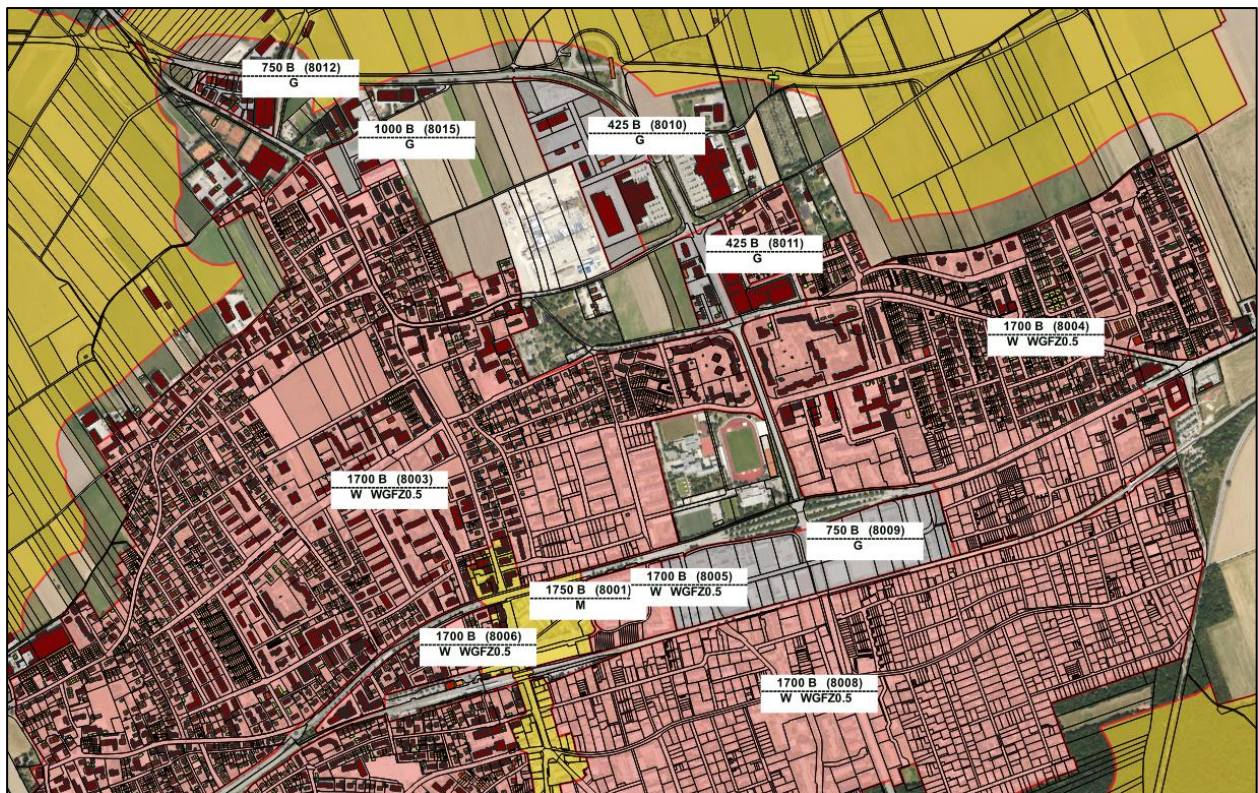 750 B (8012)
G
1000 B (8015)
G
425 B (8010)
G
425 B (8011)
G
1700 B (8004)
W WGFZ0.5
1700 B (8003)
W WGFZ0.5
750 B (8009)
G
1750 B (8001)
M
1700 B (8005)
W WGFZ0.5
1700 B (8006)
W WGFZ0.5
1700 B (8008)
W WGFZ0.5